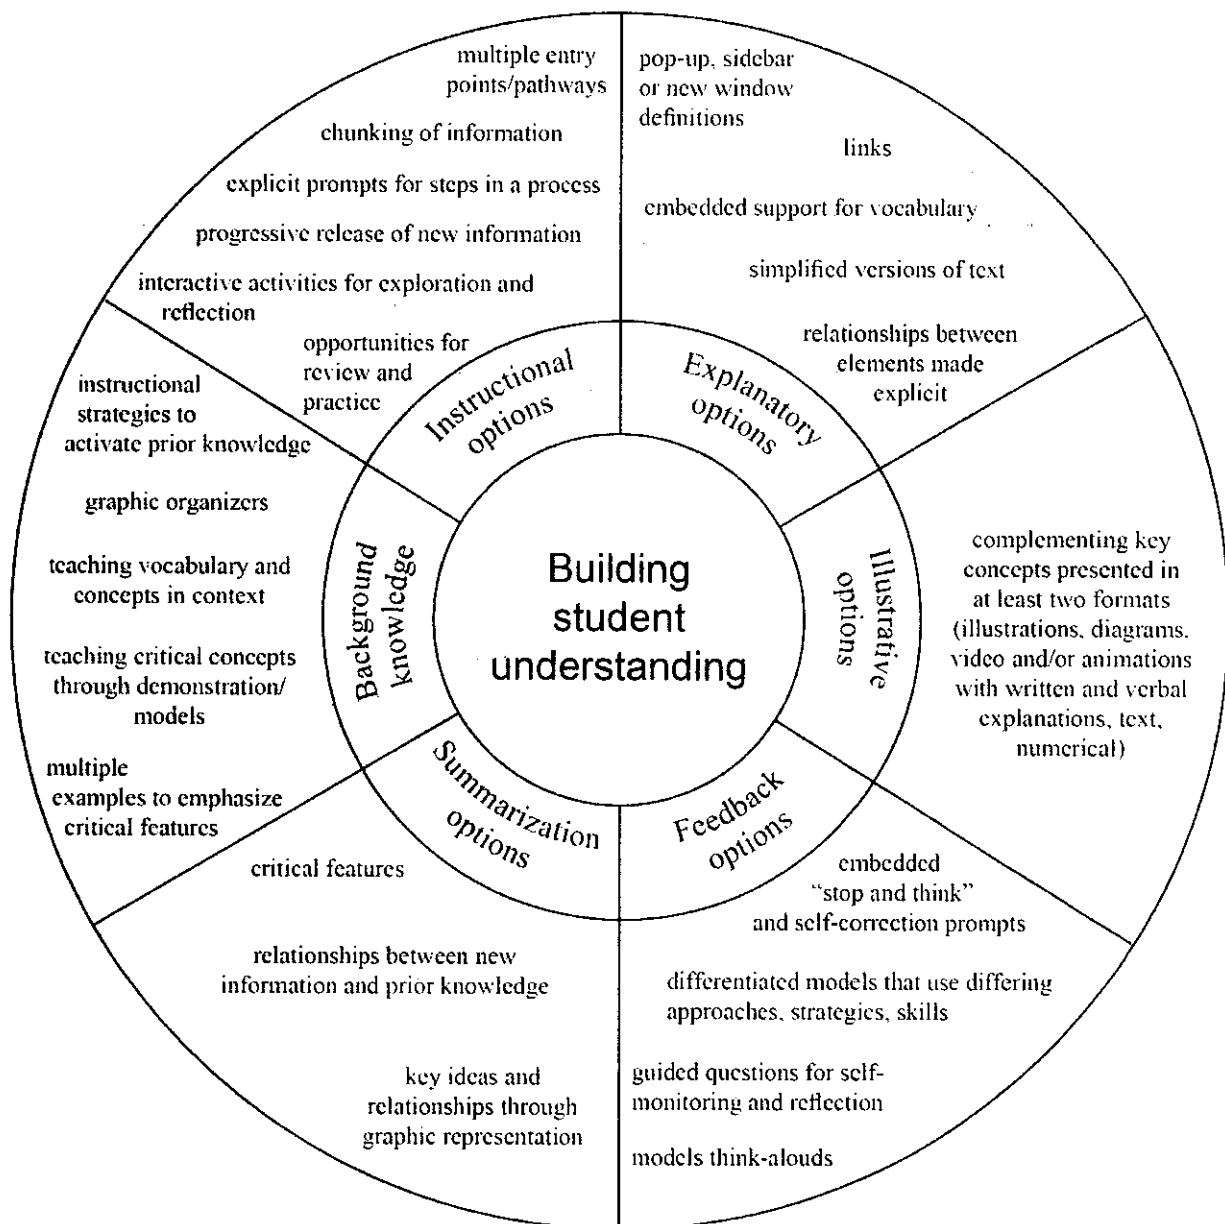 multiple entry
points/pathways
chunking of information
explicit prompts for steps in a process
progressive release of new information
interactive activities for exploration and
reflection
opportunities for
review and
practice
Instructional
options
pop-up, sidebar
or new window
definitions
links
embedded support for vocabulary
simplified versions of text
relationships between
elements made
explicit
Explanatory
options
complementing key
concepts presented in
at least two formats
(illustrations, diagrams.
video and/or animations
with written and verbal
explanations, text,
numerical)
Illustrative
options
embedded
“stop and think”
and self-correction prompts
differentiated models that use differing
approaches, strategies, skills
guided questions for self-
monitoring and reflection
models think-alouds
Feedback
options
critical features
relationships between new
information and prior knowledge
key ideas and
relationships through
graphic representation
Summarization
options
instructional
strategies to
activate prior knowledge
graphic organizers
teaching vocabulary and
concepts in context
teaching critical concepts
through demonstration/
models
multiple
examples to emphasize
critical features
Background
knowledge
Building
student
understanding